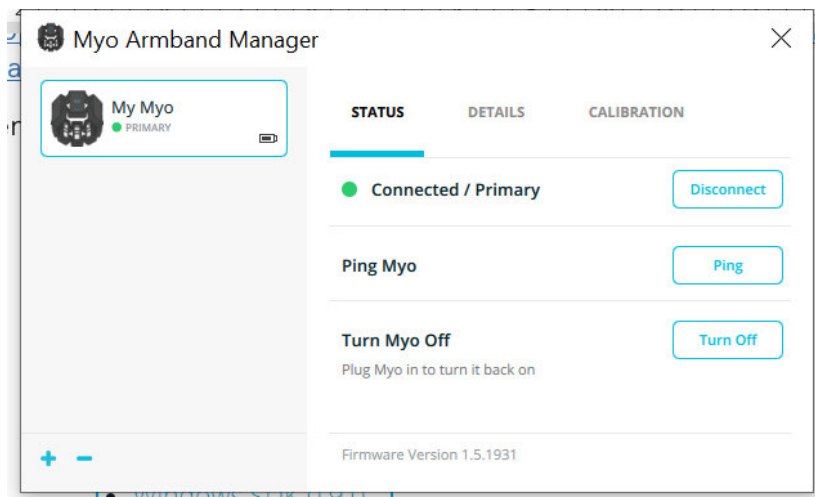 Myo Armband Manager
My Myo
PRIMARY
STATUS DETAILS CALIBRATION
Connected / Primary Disconnect
Ping Myo Ping
Turn Myo Off Turn Off
Plug Myo in to turn it back on
Firmware Version 1.5.1931